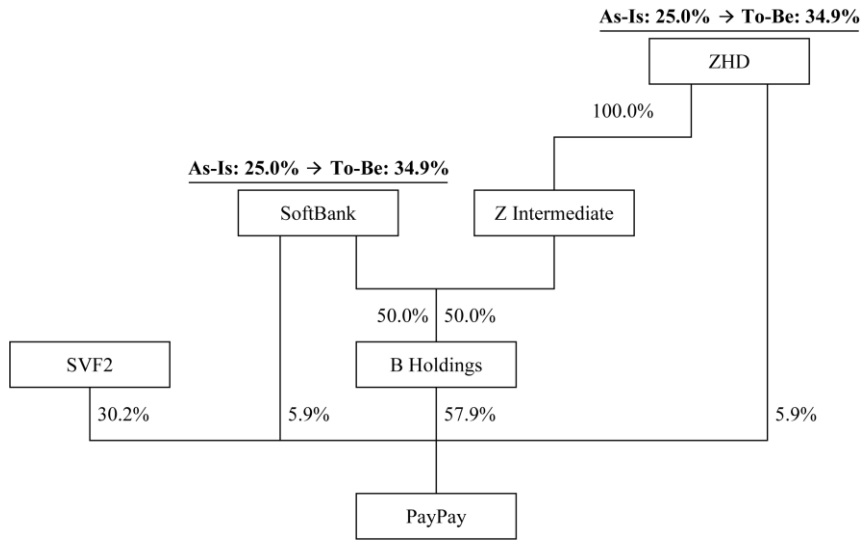 As-Is: 25.0% → To-Be: 34.9%
ZHD
100.0%
As-Is: 25.0% → To-Be: 34.9%
SoftBank
Z Intermediate
50.0% 50.0%
SVF2
B Holdings
30.2%
5.9%
57.9%
5.9%
PayPay